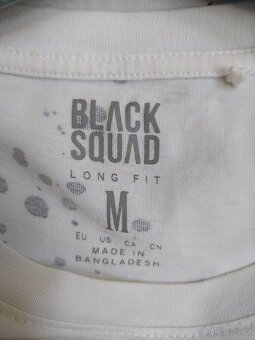 BLACK
SQUAD
LONG FIT
M
EU US CA CN
MADE IN
BANGLADESH